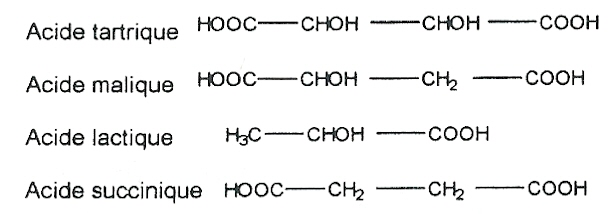 Acide tartrique HOOC—CHOH—CHOH—COOH
Acide malique HOOC—CHOH—CH₂—COOH
Acide lactique H₃C—CHOH—COOH
Acide succinique HOOC—CH₂—CH₂—COOH